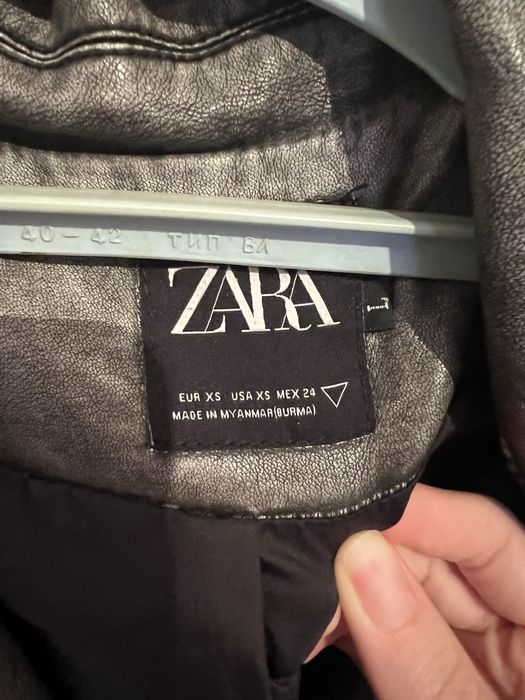 40-42 ТИП ВЛ
ZARA
EUR XS USA XS MEX 24
MADE IN MYANMAR(BURMA)